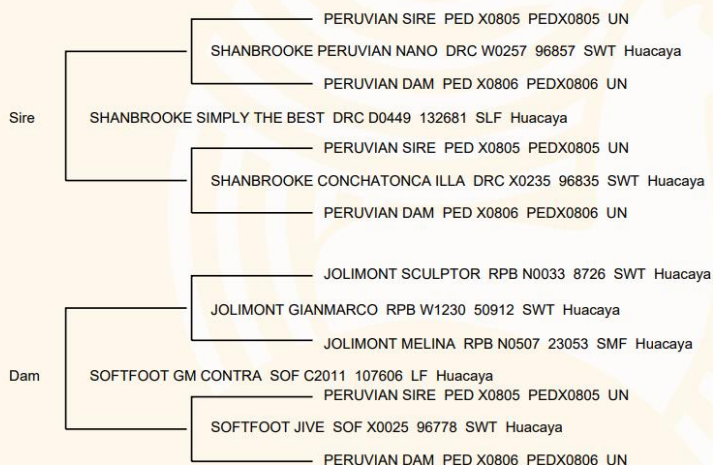 PERUVIAN SIRE PED X0805 PEDX0805 UN
SHANBROOKE PERUVIAN NANO DRC W0257 96857 SWT Huacaya
PERUVIAN DAM PED X0806 PEDX0806 UN
Sire SHANBROOKE SIMPLY THE BEST DRC D0449 132681 SLF Huacaya
PERUVIAN SIRE PED X0805 PEDX0805 UN
SHANBROOKE CONCHATONCA ILLA DRC X0235 96835 SWT Huacaya
PERUVIAN DAM PED X0806 PEDX0806 UN
JOLIMONT SCULPTOR RPB N0033 8726 SWT Huacaya
JOLIMONT GIANMARCO RPB W1230 50912 SWT Huacaya
JOLIMONT MELINA RPB N0507 23053 SMF Huacaya
Dam SOFTFOOT GM CONTRA SOF C2011 107606 LF Huacaya
PERUVIAN SIRE PED X0805 PEDX0805 UN
SOFTFOOT JIVE SOF X0025 96778 SWT Huacaya
PERUVIAN DAM PED X0806 PEDX0806 UN